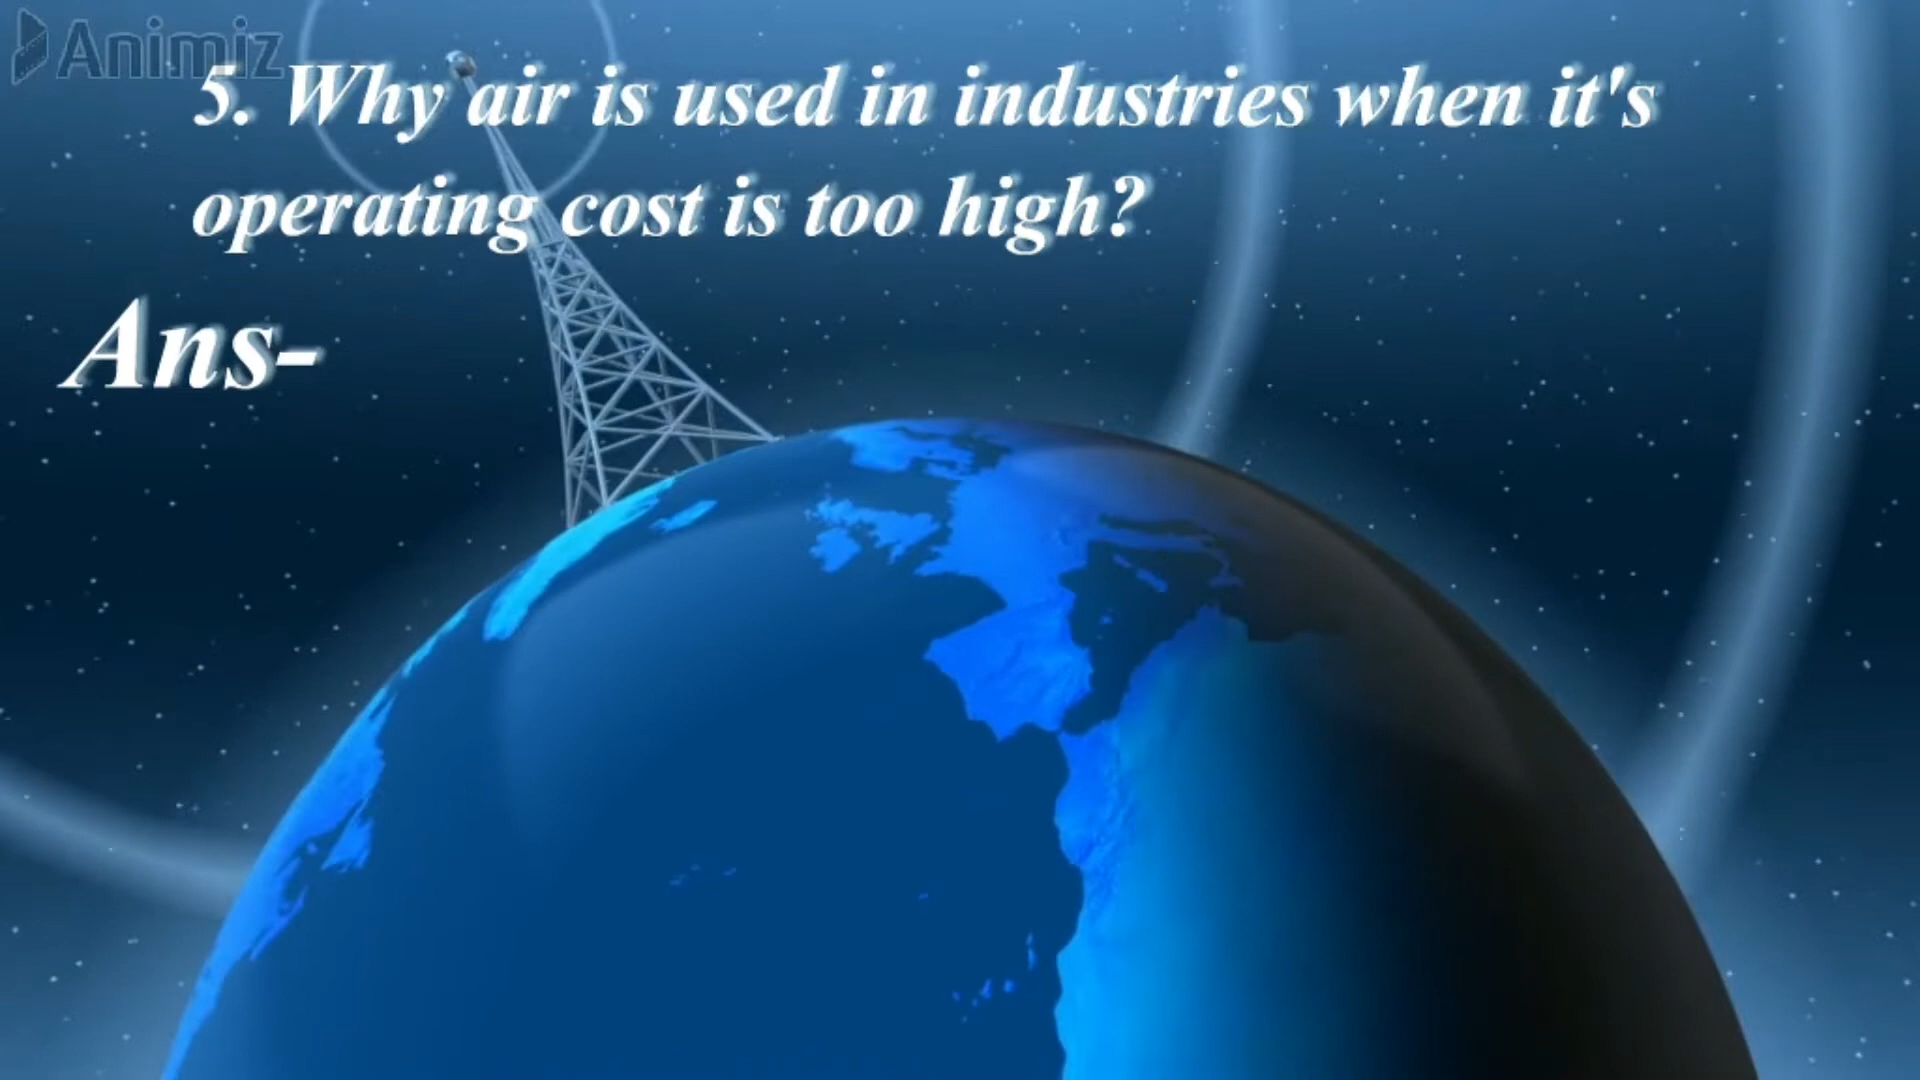 Animiz
5. Why air is used in industries when it's
operating cost is too high?
Ans-